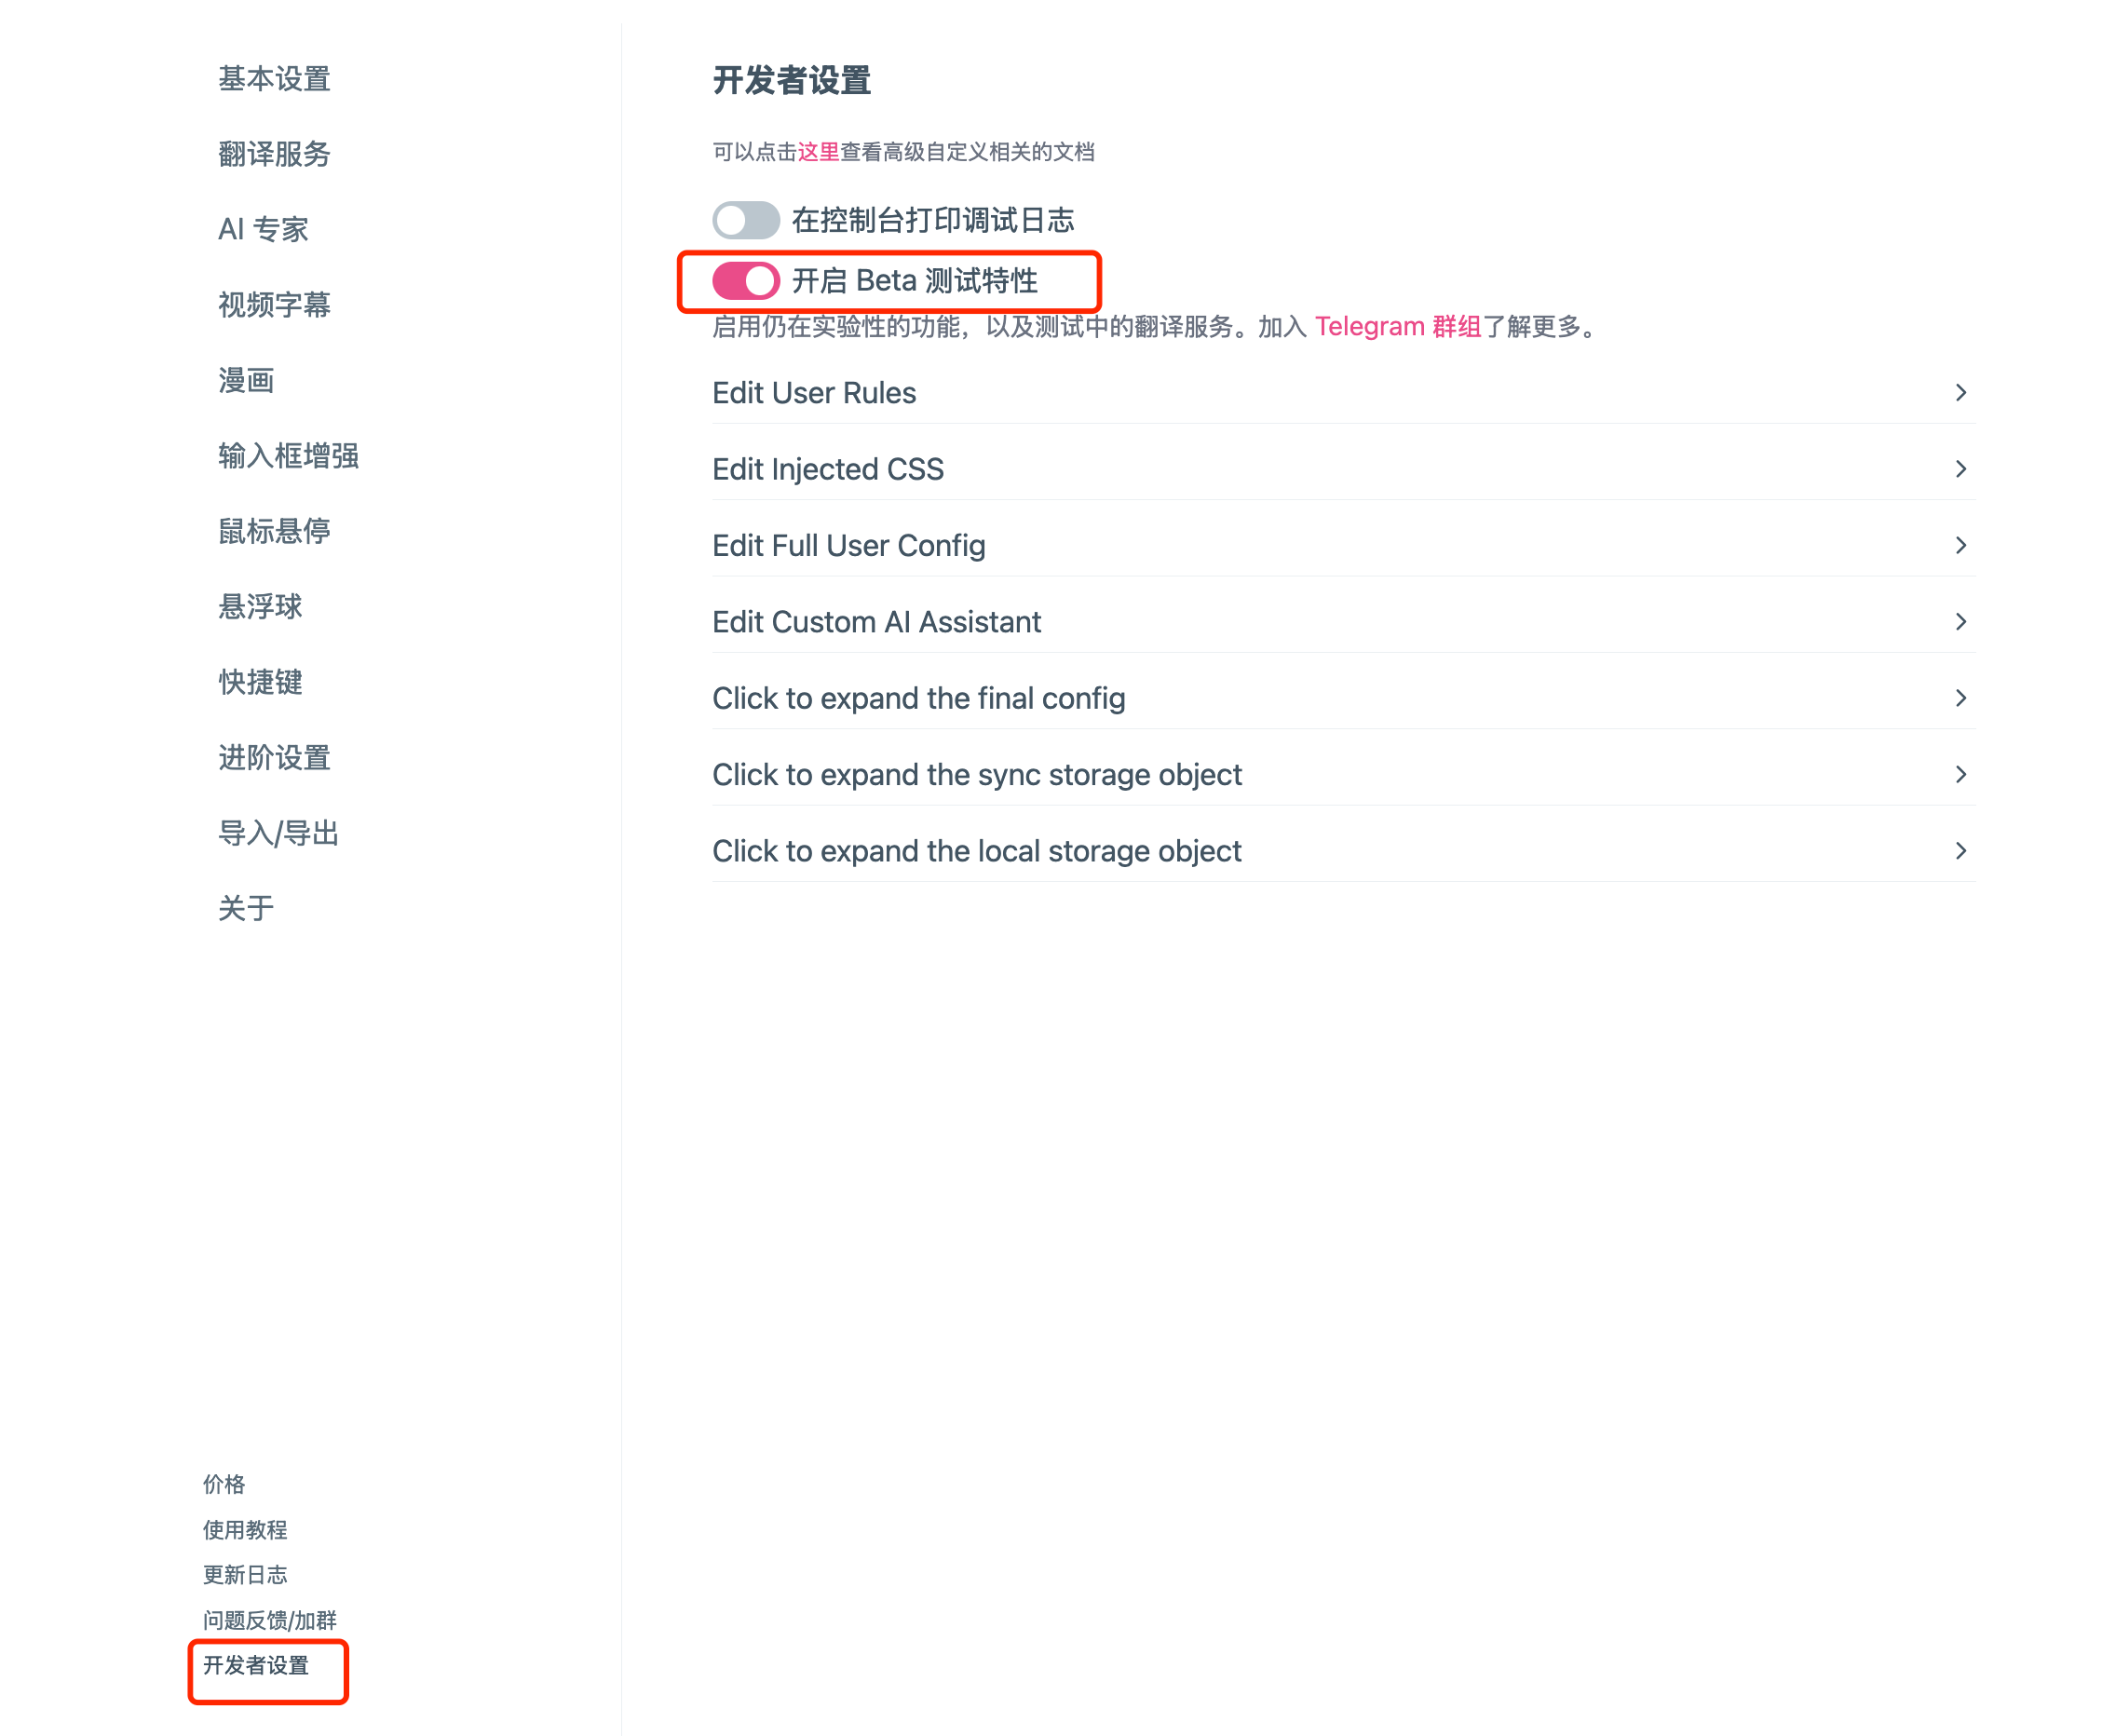 基本设置
翻译服务
AI 专家
视频字幕
漫画
输入框增强
鼠标悬停
悬浮球
快捷键
进阶设置
导入/导出
关于
价格
使用教程
更新日志
问题反馈/加群
开发者设置
开发者设置
可以点击这里查看高级自定义相关的文档
在控制台打印调试日志
开启 Beta 测试特性
启用仍在实验性的功能，以及测试中的翻译服务。加入 Telegram 群组了解更多。
Edit User Rules
Edit Injected CSS
Edit Full User Config
Edit Custom AI Assistant
Click to expand the final config
Click to expand the sync storage object
Click to expand the local storage object